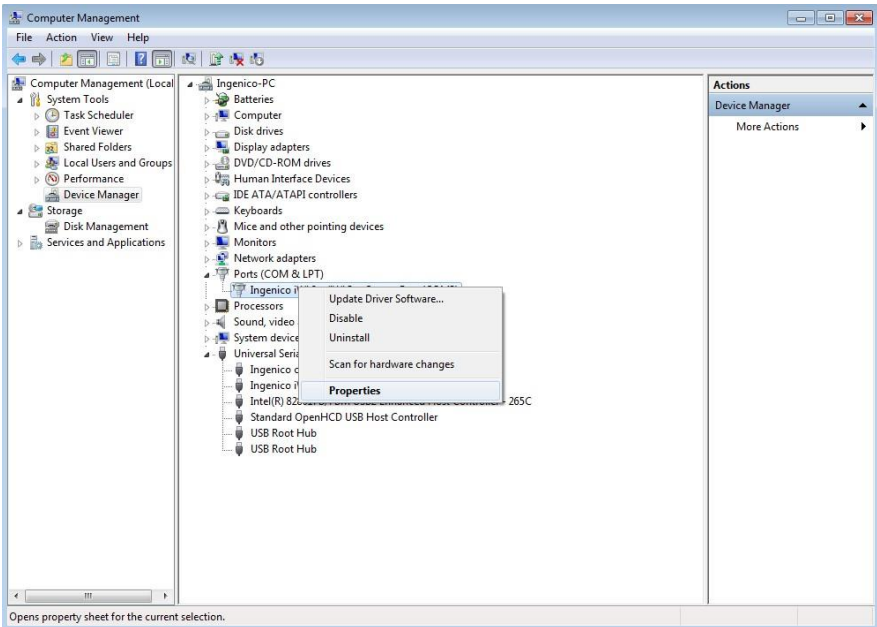 Computer Management
File Action View Help
Computer Management (Local
System Tools
Task Scheduler
Event Viewer
Shared Folders
Local Users and Groups
Performance
Device Manager
Storage
Disk Management
Services and Applications
Ingenico-PC
Batteries
Computer
Disk drives
Display adapters
DVD/CD-ROM drives
Human Interface Devices
IDE ATA/ATAPI controllers
Keyboards
Mice and other pointing devices
Monitors
Network adapters
Ports (COM & LPT)
Ingenico
Processors
Sound, video
System device
Universal Seria
Ingenico
Ingenico
Intel(R) - 265C
Standard OpenHCD USB Host Controller
USB Root Hub
USB Root Hub
Update Driver Software...
Disable
Uninstall
Scan for hardware changes
Properties
Actions
Device Manager
More Actions
Opens property sheet for the current selection.